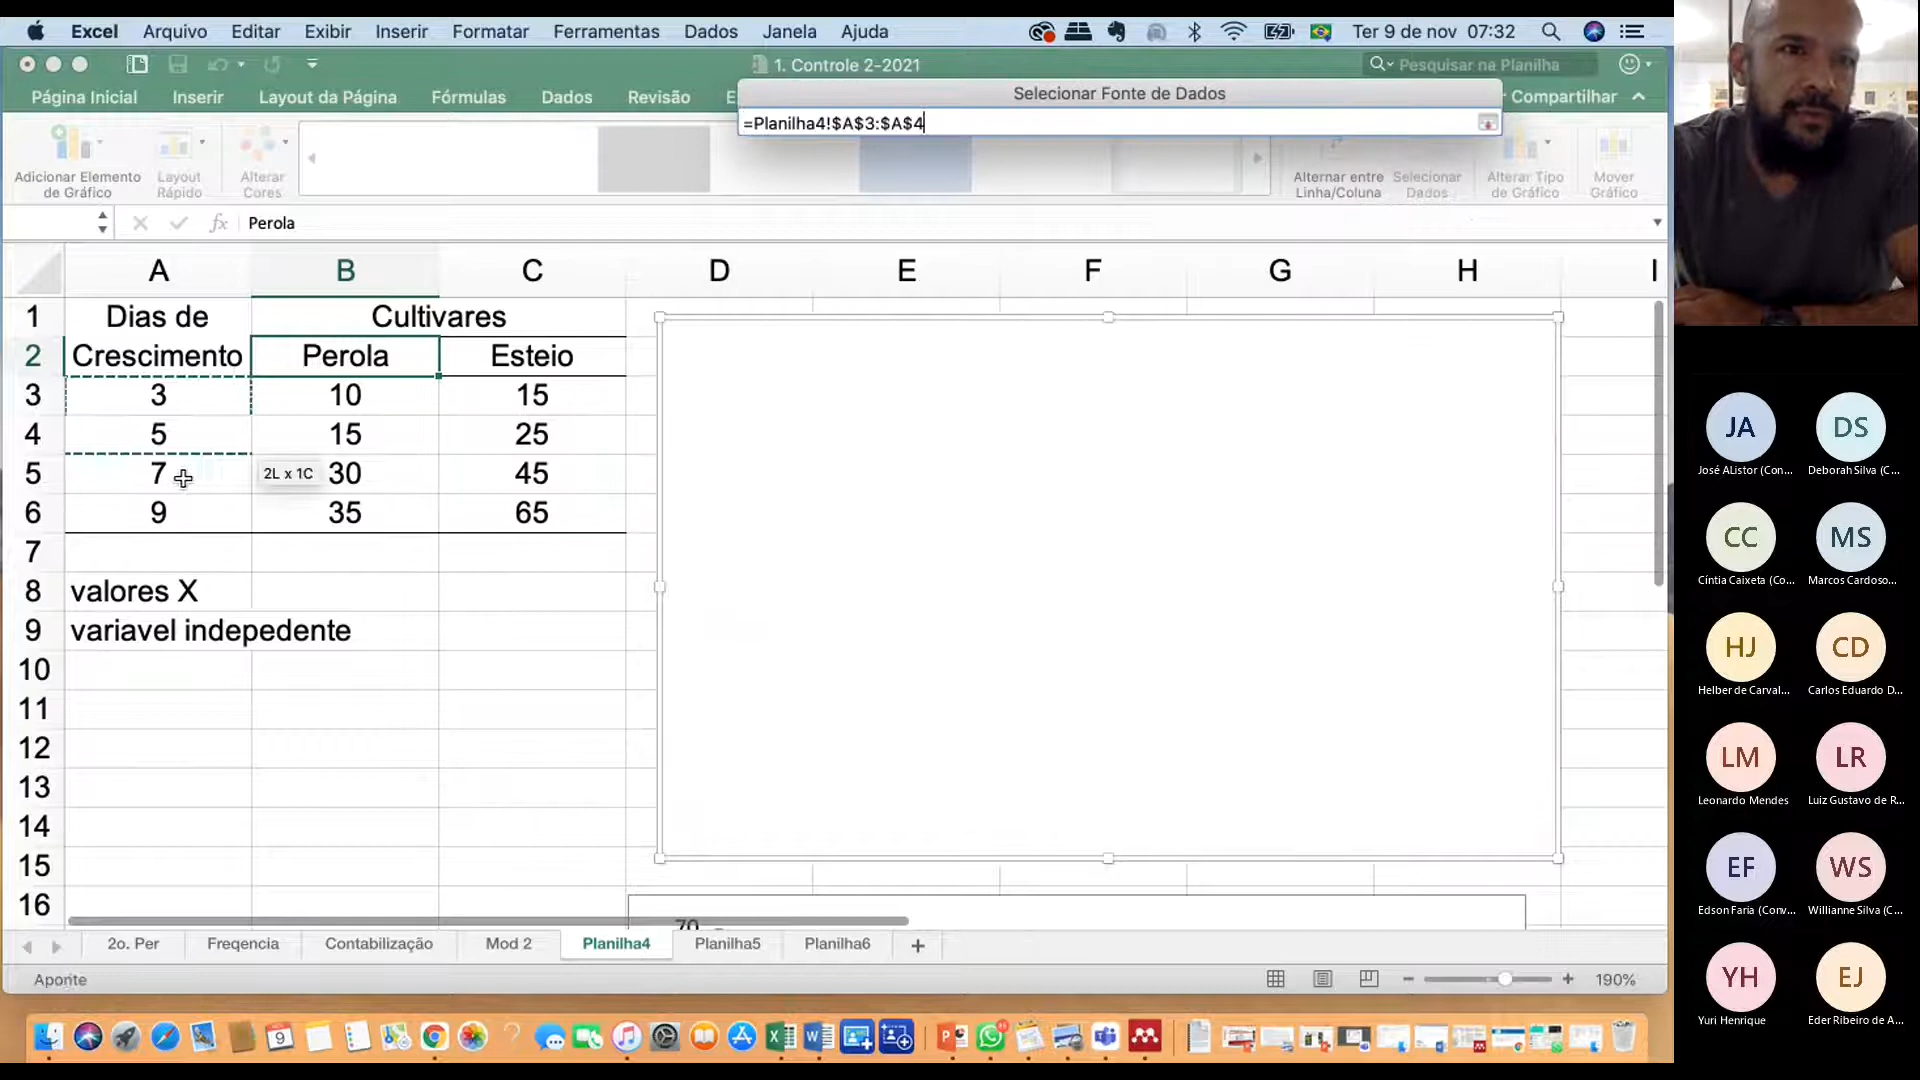 Excel Arquivo Editar Exibir Inserir Formatar Ferramentas Dados Janela Ajuda Ter 9 de nov 07:32
1. Controle 2-2021
Pesquisar na Planilha
Selecionar Fonte de Dados
Página Inicial Inserir Layout da Página Fórmulas Dados Revisão E Compartilhar
=Planilha4!$A$3:$A$4
Adicionar Elemento de Gráfico
Layout Rápido
Alterar Cores
Alternar entre Linha/Coluna
Selecionar Dados
Alterar Tipo de Gráfico
Mover Gráfico
fx Perola
A B C D E F G H I
1 Dias de Cultivares
2 Crescimento Perola Esteio
3 3 10 15
4 5 15 25
5 7 2L x 1C 30 45
6 9 35 65
7
8 valores X
9 variavel indepedente
10
11
12
13
14
15
16
70
2o. Per Freqencia Contabilização Mod 2 Planilha4 Planilha5 Planilha6 +
Aponte 190%
9
JA DS
José AListor (Con... Deborah Silva (C...
CC MS
Cíntia Caixeta (Co... Marcos Cardoso...
HJ CD
Helber de Carval... Carlos Eduardo D...
LM LR
Leonardo Mendes Luiz Gustavo de R...
EF WS
Edson Faria (Conv... Willianne Silva (C...
YH EJ
Yuri Henrique Eder Ribeiro de A...